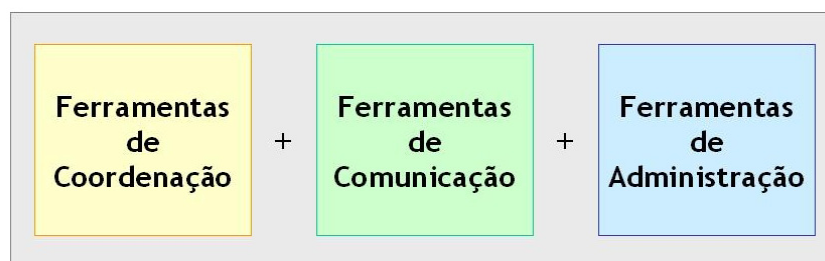 Ferramentas
de
Coordenação
+
Ferramentas
de
Comunicação
+
Ferramentas
de
Administração